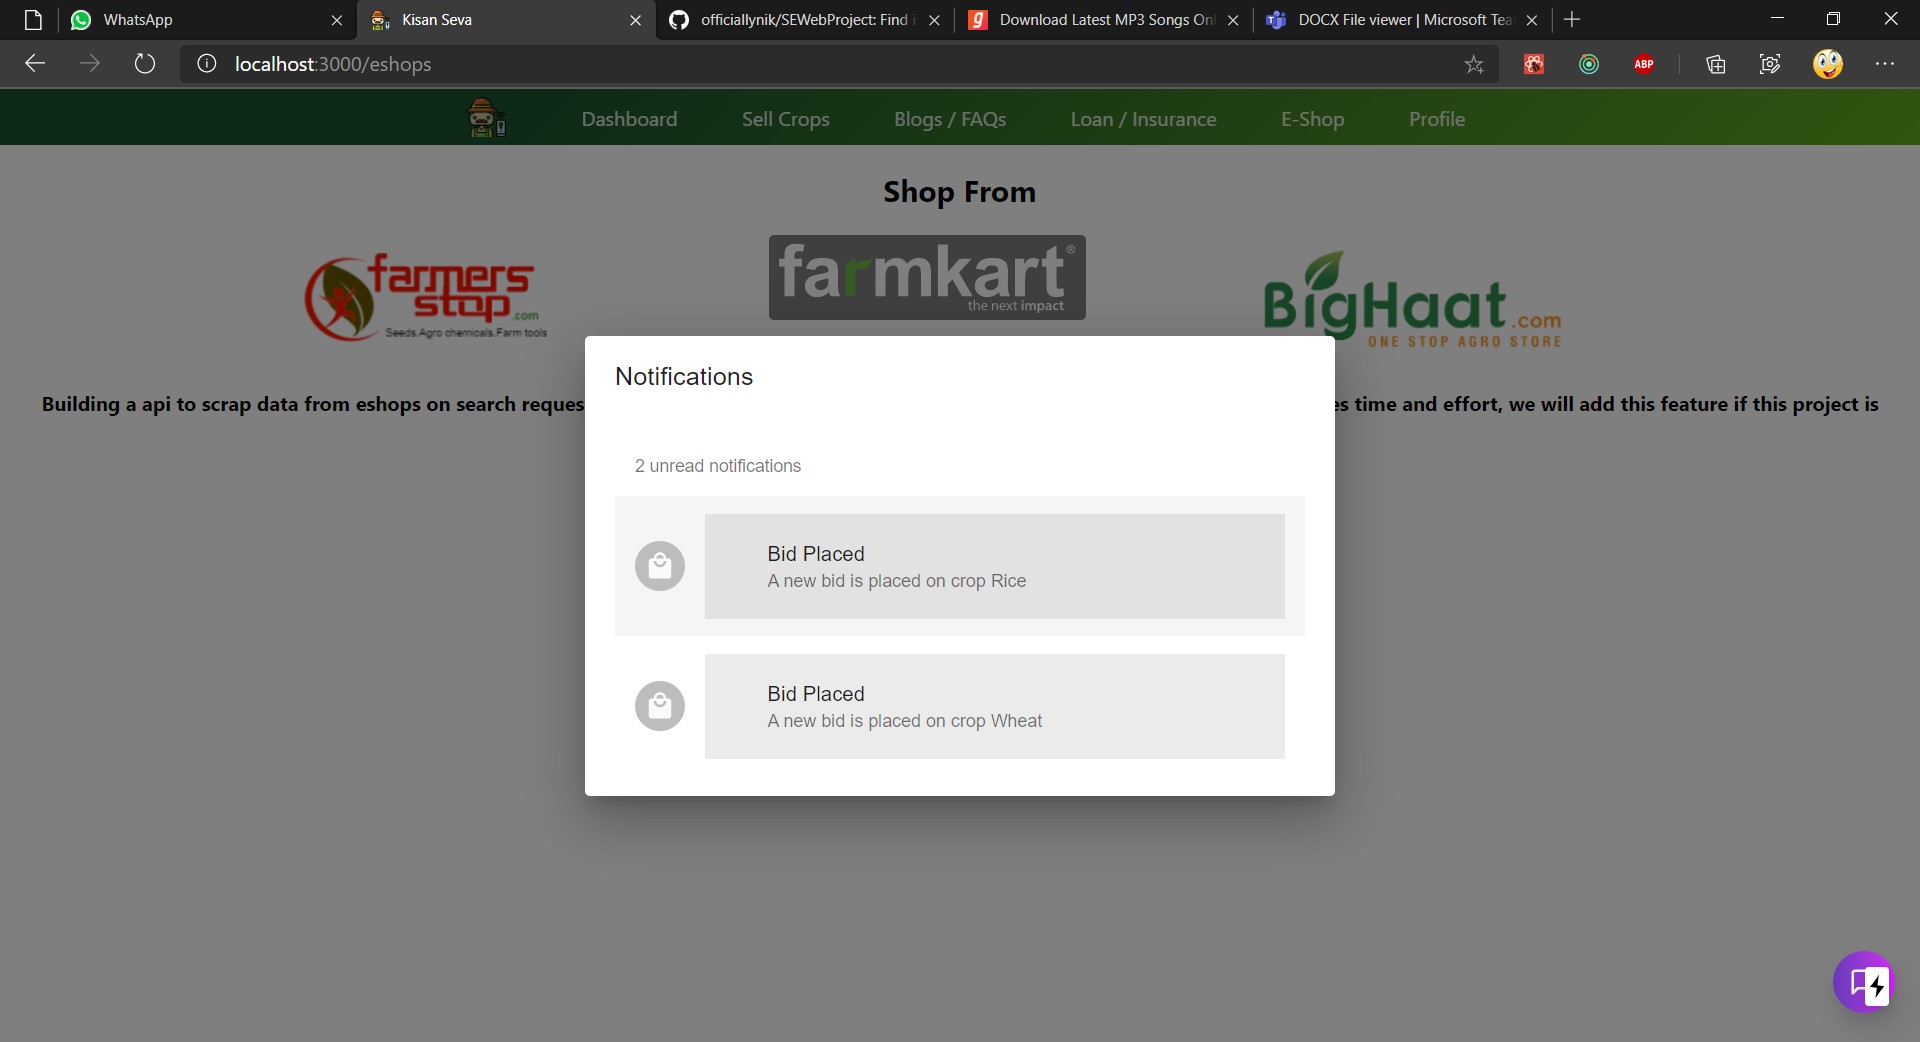 WhatsApp
Kisan Seva
officiallynik/SEWebProject: Find i
Download Latest MP3 Songs Onl
DOCX File viewer | Microsoft Tea
localhost:3000/eshops
ABP
Dashboard
Sell Crops
Blogs / FAQs
Loan / Insurance
E-Shop
Profile
Shop From
farmers
stop.com
Seeds.Agro chemicals.Farm tools
farmkart®
the next impact
BigHaat.com
ONE STOP AGRO STORE
Building a api to scrap data from eshops on search reques
es time and effort, we will add this feature if this project is
Notifications
2 unread notifications
Bid Placed
A new bid is placed on crop Rice
Bid Placed
A new bid is placed on crop Wheat